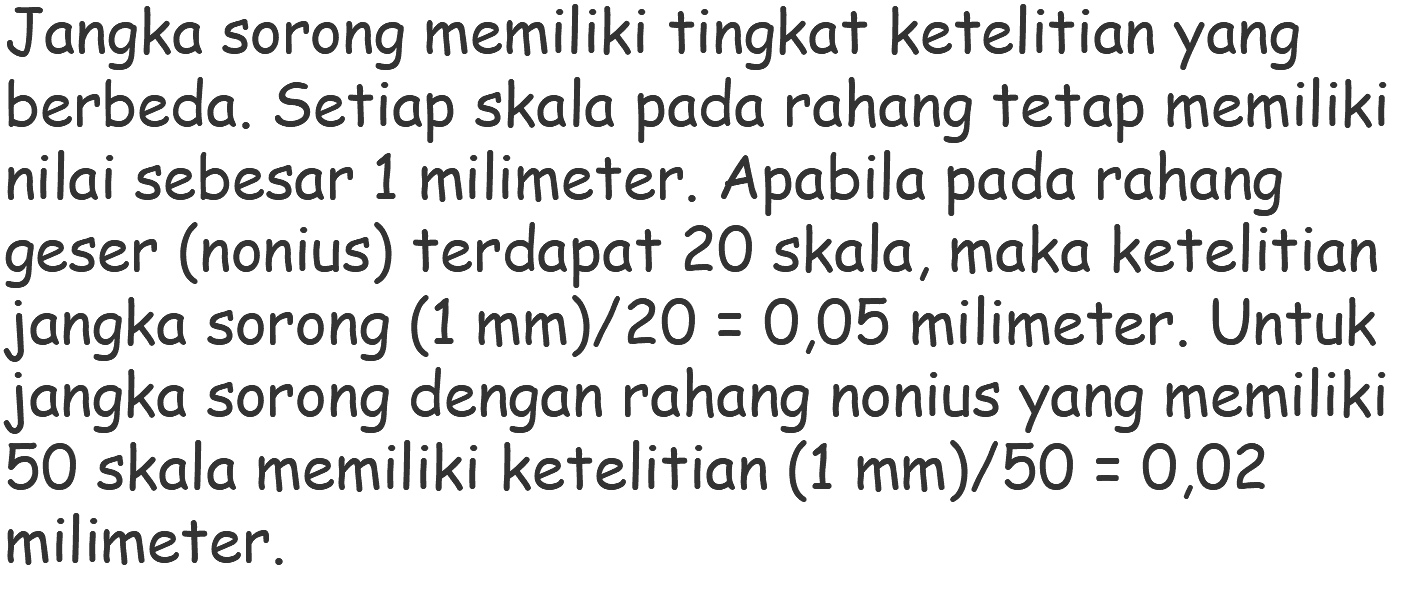 Jangka sorong memiliki tingkat ketelitian yang
berbeda. Setiap skala pada rahang tetap memiliki
nilai sebesar 1 milimeter. Apabila pada rahang
geser (nonius) terdapat 20 skala, maka ketelitian
jangka sorong (1 mm)/20 = 0,05 milimeter. Untuk
jangka sorong dengan rahang nonius yang memiliki
50 skala memiliki ketelitian (1 mm)/50 = 0,02
milimeter.